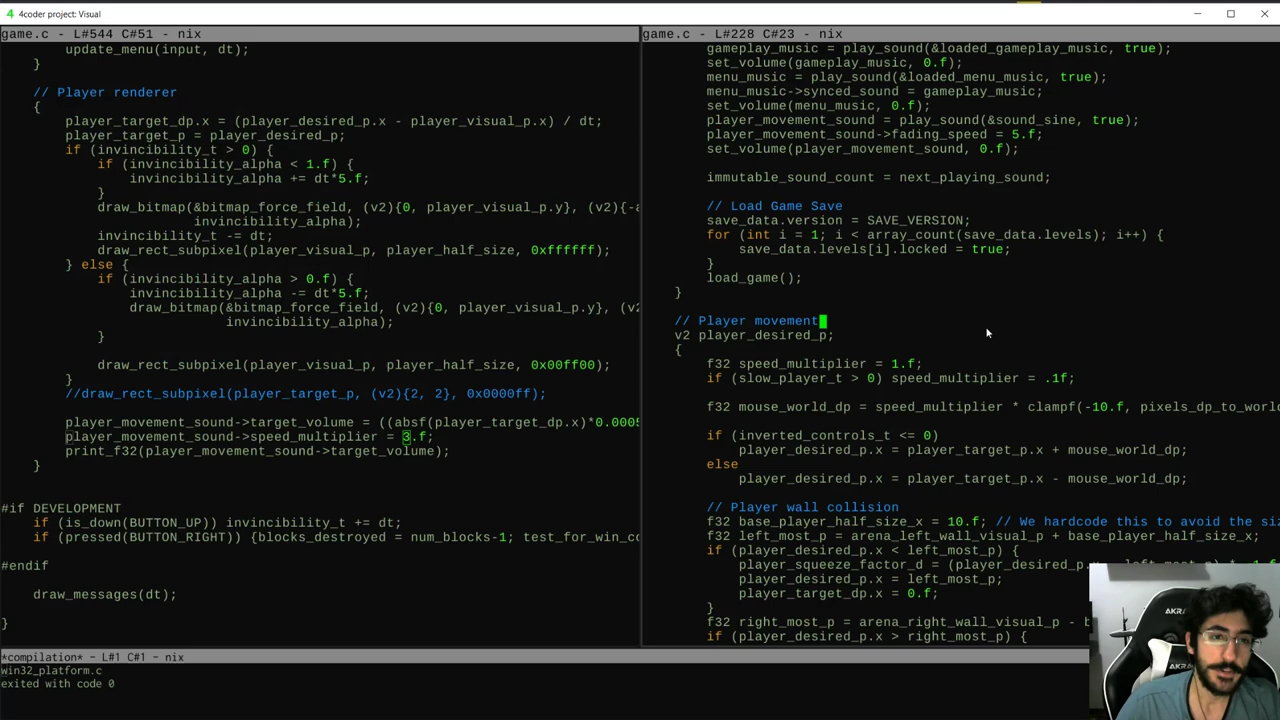 4coder project: Visual
game.c - L#544 C#51 - nix
update_menu(input, dt);
}
// Player renderer
{
player_target_dp.x = (player_desired_p.x - player_visual_p.x) / dt;
player_target_p = player_desired_p;
if (invincibility_t > 0) {
if (invincibility_alpha < 1.f) {
invincibility_alpha += dt*5.f;
}
draw_bitmap(&bitmap_force_field, (v2){0, player_visual_p.y}, (v2){-a
invincibility_alpha);
invincibility_t -= dt;
draw_rect_subpixel(player_visual_p, player_half_size, 0xffffff);
} else {
if (invincibility_alpha > 0.f) {
invincibility_alpha -= dt*5.f;
draw_bitmap(&bitmap_force_field, (v2){0, player_visual_p.y}, (v2
invincibility_alpha);
}
draw_rect_subpixel(player_visual_p, player_half_size, 0x00ff00);
}
//draw_rect_subpixel(player_target_p, (v2){2, 2}, 0x0000ff);
player_movement_sound->target_volume = ((absf(player_target_dp.x)*0.0005
player_movement_sound->speed_multiplier = 3.f;
print_f32(player_movement_sound->target_volume);
}
#if DEVELOPMENT
if (is_down(BUTTON_UP)) invincibility_t += dt;
if (pressed(BUTTON_RIGHT)) {blocks_destroyed = num_blocks-1; test_for_win_co
#endif
draw_messages(dt);
}
game.c - L#228 C#23 - nix
gameplay_music = play_sound(&loaded_gameplay_music, true);
set_volume(gameplay_music, 0.f);
menu_music = play_sound(&loaded_menu_music, true);
menu_music->synced_sound = gameplay_music;
set_volume(menu_music, 0.f);
player_movement_sound = play_sound(&sound_sine, true);
player_movement_sound->fading_speed = 5.f;
set_volume(player_movement_sound, 0.f);
immutable_sound_count = next_playing_sound;
// Load Game Save
save_data.version = SAVE_VERSION;
for (int i = 1; i < array_count(save_data.levels); i++) {
save_data.levels[i].locked = true;
}
load_game();
}
// Player movement
v2 player_desired_p;
{
f32 speed_multiplier = 1.f;
if (slow_player_t > 0) speed_multiplier = .1f;
f32 mouse_world_dp = speed_multiplier * clampf(-10.f, pixels_dp_to_world
if (inverted_controls_t <= 0)
player_desired_p.x = player_target_p.x + mouse_world_dp;
else
player_desired_p.x = player_target_p.x - mouse_world_dp;
// Player wall collision
f32 base_player_half_size_x = 10.f; // We hardcode this to avoid the siz
f32 left_most_p = arena_left_wall_visual_p + base_player_half_size_x;
if (player_desired_p.x < left_most_p) {
player_squeeze_factor_d = (player_desired_p.x - left_most_p) *
player_desired_p.x = left_most_p;
player_target_dp.x = 0.f;
}
f32 right_most_p = arena_right_wall_visual_p - b
if (player_desired_p.x > right_most_p) {
*compilation* - L#1 C#1 - nix
win32_platform.c
exited with code 0
AKRA